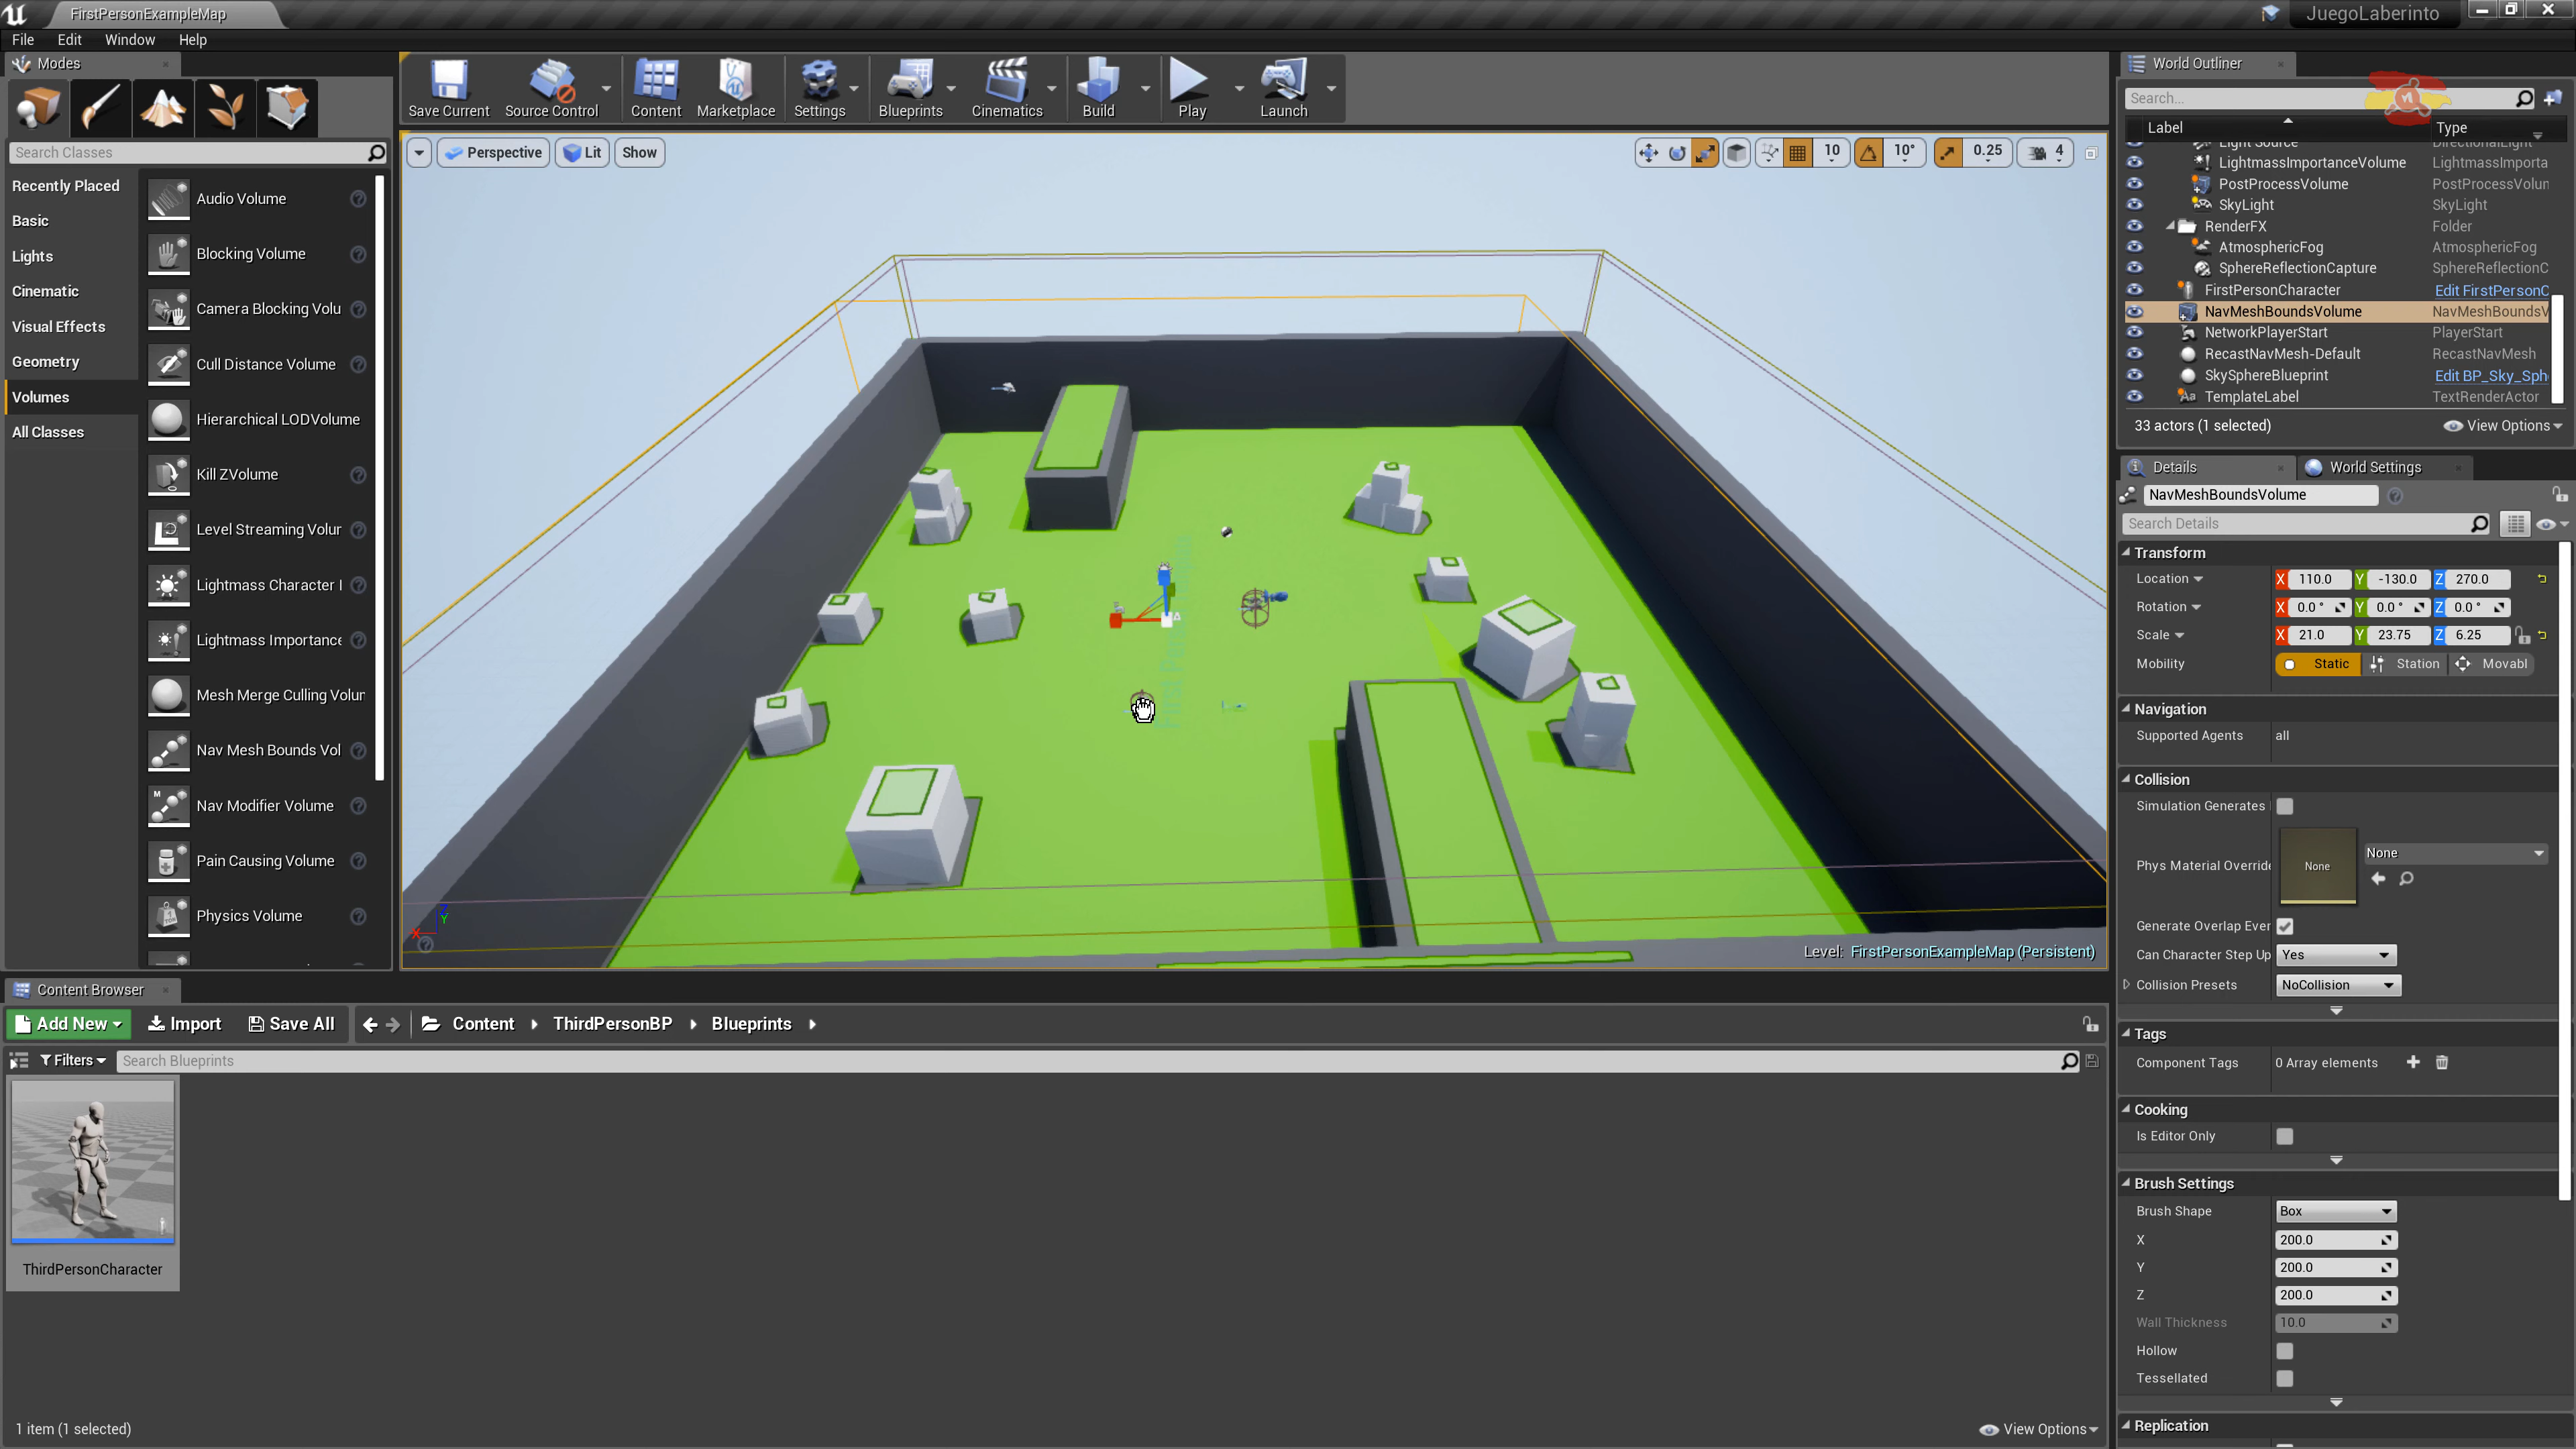 FirstPersonExampleMap
JuegoLaberinto
File Edit Window Help
Modes
Search Classes
Recently Placed
Basic
Lights
Cinematic
Visual Effects
Geometry
Volumes
All Classes
Audio Volume
Blocking Volume
Camera Blocking Volu
Cull Distance Volume
Hierarchical LODVolume
Kill ZVolume
Level Streaming Volur
Lightmass Character I
Lightmass Importance
Mesh Merge Culling Volur
Nav Mesh Bounds Vol
Nav Modifier Volume
Pain Causing Volume
Physics Volume
Save Current Source Control Content Marketplace Settings Blueprints Cinematics Build Play Launch
Perspective Lit Show
10 10° 0.25 4
Level: FirstPersonExampleMap (Persistent)
World Outliner
Search...
Label Type
Light Source DirectionalLight
LightmassImportanceVolume LightmassImporta
PostProcessVolume PostProcessVolun
SkyLight SkyLight
RenderFX Folder
AtmosphericFog AtmosphericFog
SphereReflectionCapture SphereReflectionC
FirstPersonCharacter Edit FirstPersonC
NavMeshBoundsVolume NavMeshBoundsV
NetworkPlayerStart PlayerStart
RecastNavMesh-Default RecastNavMesh
SkySphereBlueprint Edit BP_Sky_Sph
TemplateLabel TextRenderActor
33 actors (1 selected) View Options
Details World Settings
NavMeshBoundsVolume
Search Details
Transform
Location X 110.0 Y -130.0 Z 270.0
Rotation X 0.0 ° Y 0.0 ° Z 0.0 °
Scale X 21.0 Y 23.75 Z 6.25
Mobility Static Station Movabl
Navigation
Supported Agents all
Collision
Simulation Generates
Phys Material Override None None
Generate Overlap Ever
Can Character Step Up Yes
Collision Presets NoCollision
Tags
Component Tags 0 Array elements
Cooking
Is Editor Only
Brush Settings
Brush Shape Box
X 200.0
Y 200.0
Z 200.0
Wall Thickness 10.0
Hollow
Tessellated
Replication
Content Browser
Add New Import Save All Content ThirdPersonBP Blueprints
Filters Search Blueprints
ThirdPersonCharacter
1 item (1 selected) View Options